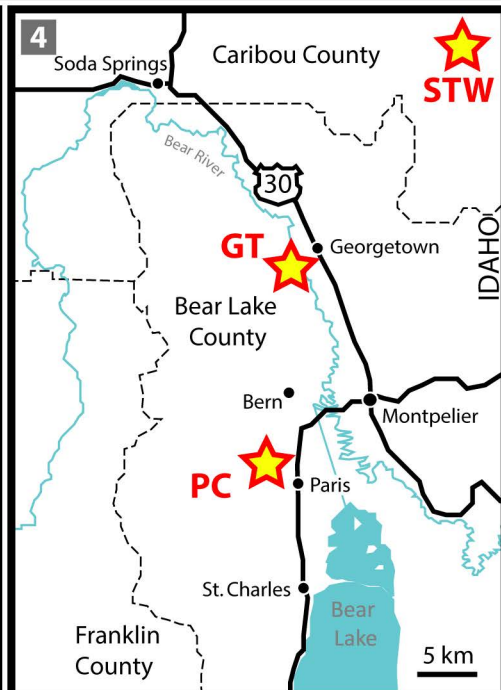 4
Soda Springs
Caribou County
STW
Bear River
30
GT
Georgetown
IDAHO
Bear Lake
County
Bern
Montpelier
PC
Paris
St. Charles
Bear
Lake
Franklin
County
5 km